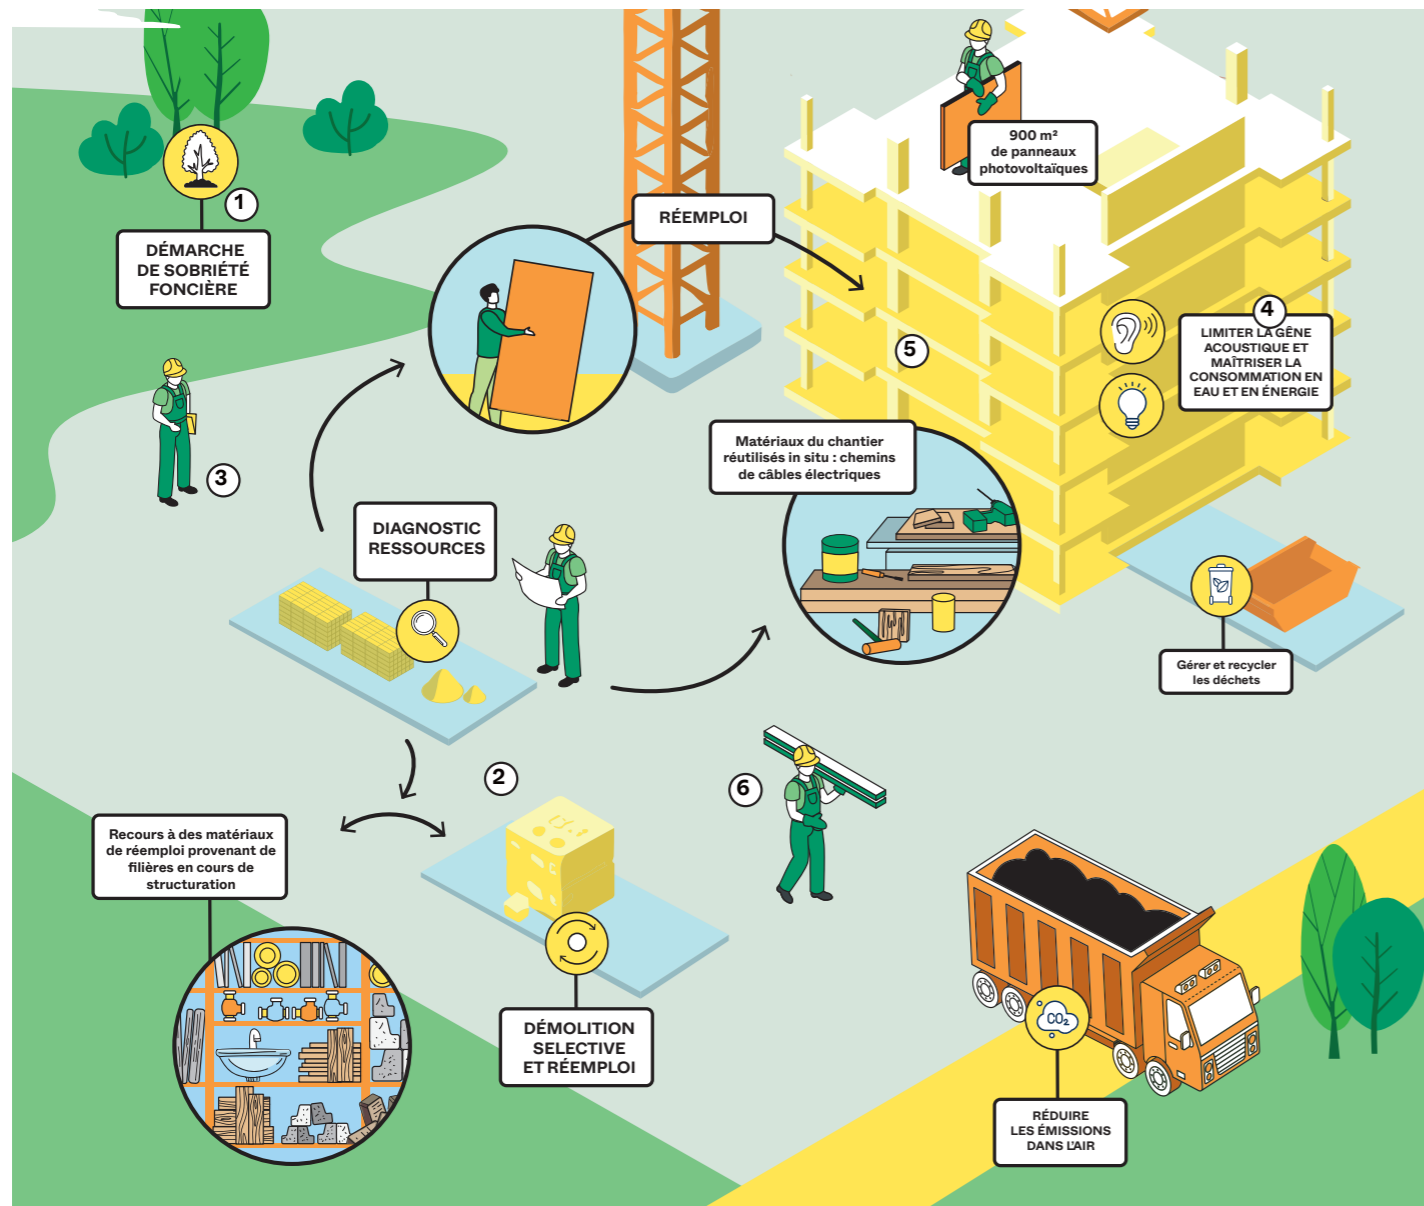 900 m²
de panneaux
photovoltaïques
1
DÉMARCHE
DE SOBRIÉTÉ
FONCIÈRE
RÉEMPLOI
4
LIMITER LA GÊNE
ACOUSTIQUE ET
MAÎTRISER LA
CONSOMMATION EN
EAU ET EN ÉNERGIE
5
3
Matériaux du chantier
réutilisés in situ : chemins
de câbles électriques
DIAGNOSTIC
RESSOURCES
Gérer et recycler
les déchets
2
6
Recours à des matériaux
de réemploi provenant de
filières en cours de
structuration
DÉMOLITION
SELECTIVE
ET RÉEMPLOI
CO₂
RÉDUIRE
LES ÉMISSIONS
DANS L'AIR